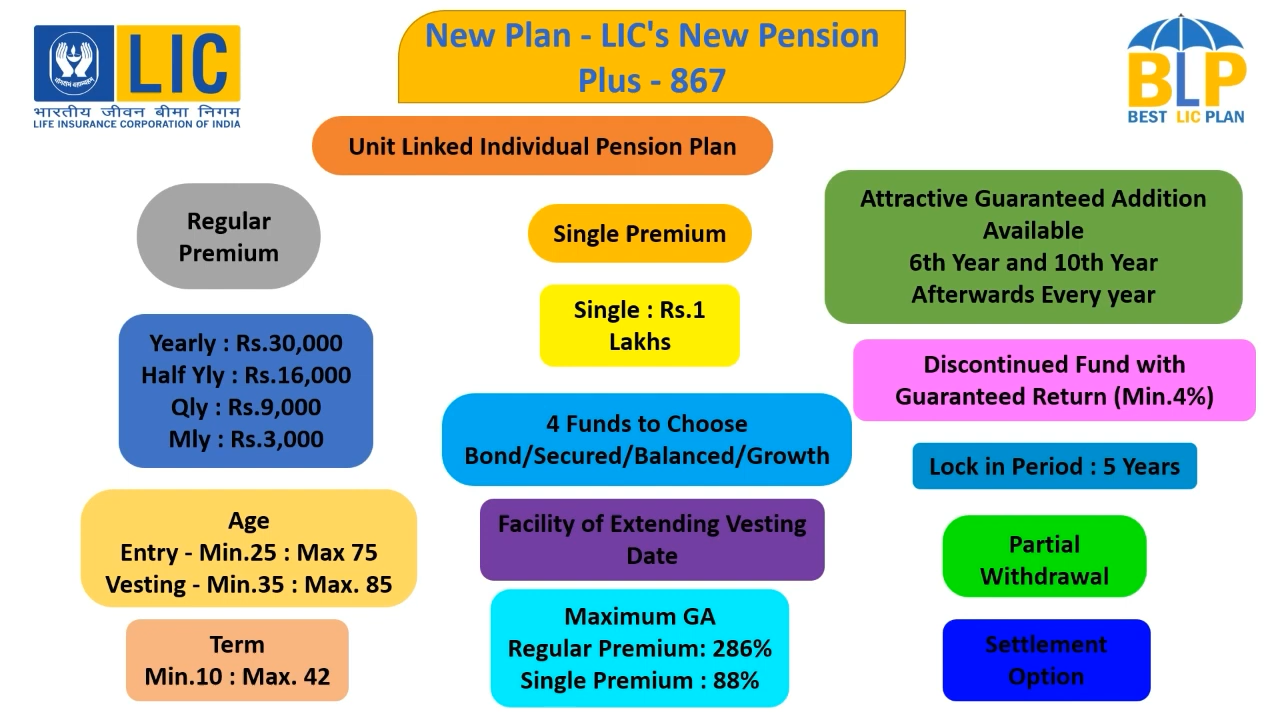 LIC
भारतीय जीवन बीमा निगम
LIFE INSURANCE CORPORATION OF INDIA
New Plan - LIC's New Pension
Plus - 867
BLP
BEST LIC PLAN
Unit Linked Individual Pension Plan
Regular
Premium
Yearly : Rs.30,000
Half Yly : Rs.16,000
Qly : Rs.9,000
Mly : Rs.3,000
Age
Entry - Min.25 : Max 75
Vesting - Min.35 : Max. 85
Term
Min.10 : Max. 42
Single Premium
Single : Rs.1
Lakhs
4 Funds to Choose
Bond/Secured/Balanced/Growth
Facility of Extending Vesting
Date
Maximum GA
Regular Premium: 286%
Single Premium : 88%
Attractive Guaranteed Addition
Available
6th Year and 10th Year
Afterwards Every year
Discontinued Fund with
Guaranteed Return (Min.4%)
Lock in Period : 5 Years
Partial
Withdrawal
Settlement
Option